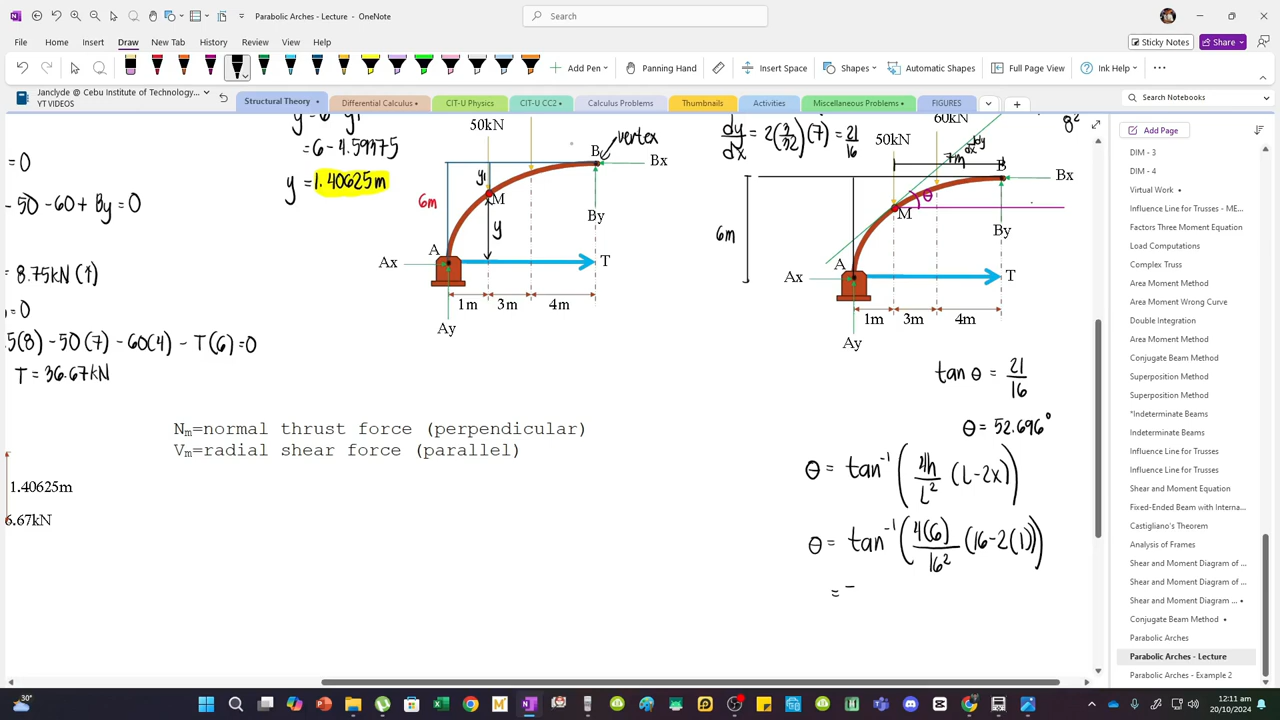 Parabolic Arches - Lecture - OneNote
Search
File Home Insert Draw New Tab History Review View Help
Sticky Notes
Share
Add Pen
Panning Hand
Insert Space
Shapes
Automatic Shapes
Full Page View
Ink Help
Janclyde @ Cebu Institute of Technology...
YT VIDEOS
Structural Theory
Differential Calculus
CIT-U Physics
CIT-U CC2
Calculus Problems
Thumbnails
Activities
Miscellaneous Problems
FIGURES
Search Notebooks
Add Page
DIM - 3
DIM - 4
Virtual Work
Influence Line for Trusses - ME...
Factors Three Moment Equation
Load Computations
Complex Truss
Area Moment Method
Area Moment Wrong Curve
Double Integration
Area Moment Method
Conjugate Beam Method
Superposition Method
Superposition Method
*Indeterminate Beams
Indeterminate Beams
Influence Line for Trusses
Influence Line for Trusses
Shear and Moment Equation
Fixed-Ended Beam with Interna...
Castigliano's Theorem
Analysis of Frames
Shear and Moment Diagram of ...
Shear and Moment Diagram of ...
Shear and Moment Diagram ...
Conjugate Beam Method
Parabolic Arches
Parabolic Arches - Lecture
Parabolic Arches - Example 2
= 0
- 50 - 60 + By = 0
= 8.75kN (↑)
= 0
5(8) - 50(7) - 60(4) - T(6) = 0
T = 36.67kN
= 6 - 4.59375
y = 1.40625m
50kN
vertex
B
Bx
y1
6m
M
y
By
A
Ax
T
1m 3m 4m
Ay
dy/dx = 2(3/32)(7) = 21/16
60kN
8²
50kN
dy
dx
7m
B
Bx
θ
M
6m
By
A
Ax
T
1m 3m 4m
Ay
tan θ = 21/16
θ = 52.696°
θ = tan⁻¹(4h/L² (L-2x))
θ = tan⁻¹(4(6)/16² (16-2(1)))
=
Nm=normal thrust force (perpendicular)
Vm=radial shear force (parallel)
1.40625m
6.67kN
30°
12:11 am
20/10/2024